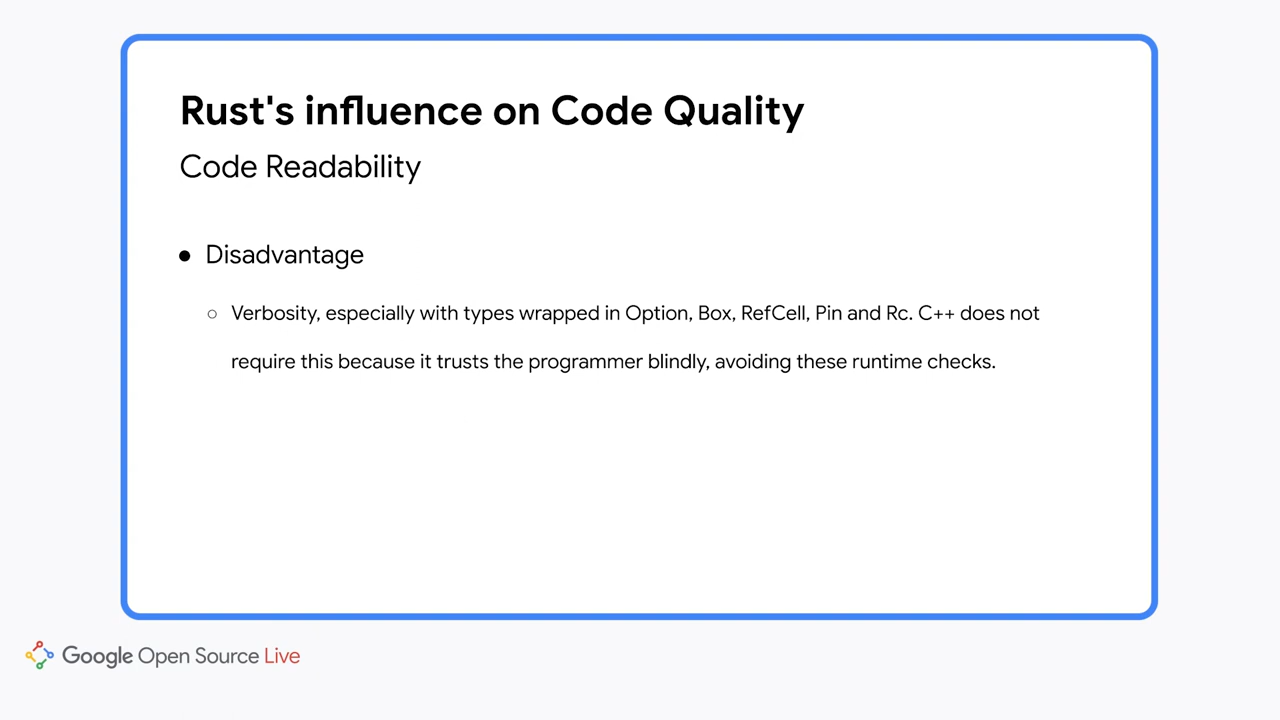 Rust's influence on Code Quality
Code Readability
● Disadvantage
○ Verbosity, especially with types wrapped in Option, Box, RefCell, Pin and Rc. C++ does not
require this because it trusts the programmer blindly, avoiding these runtime checks.
Google Open Source Live